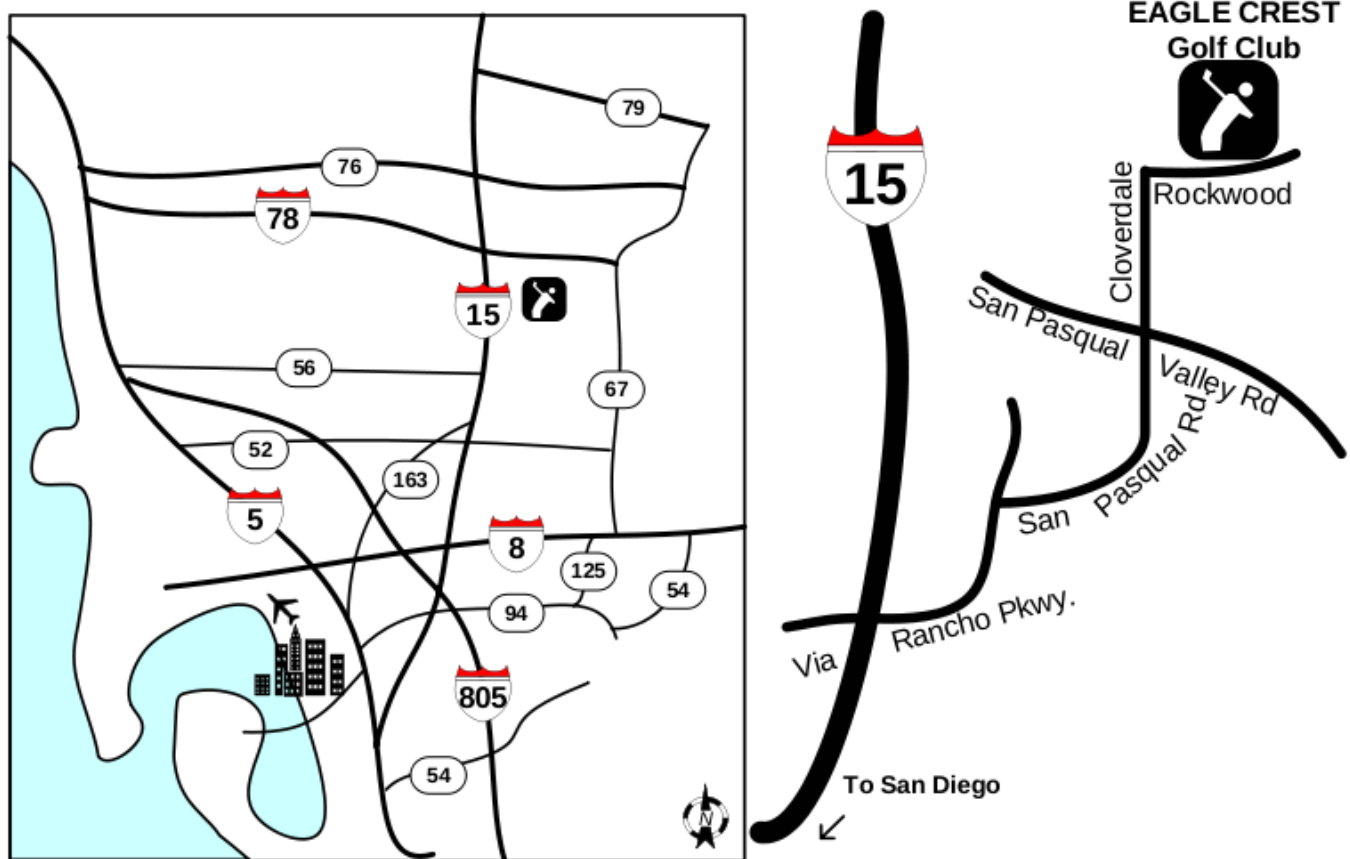 79
76
78
15
56
67
52
163
5
8
125
54
94
805
54
N
EAGLE CREST
Golf Club
15
Cloverdale
Rockwood
San Pasqual
Valley Rd
San
Pasqual Rd.
Rancho Pkwy.
Via
To San Diego